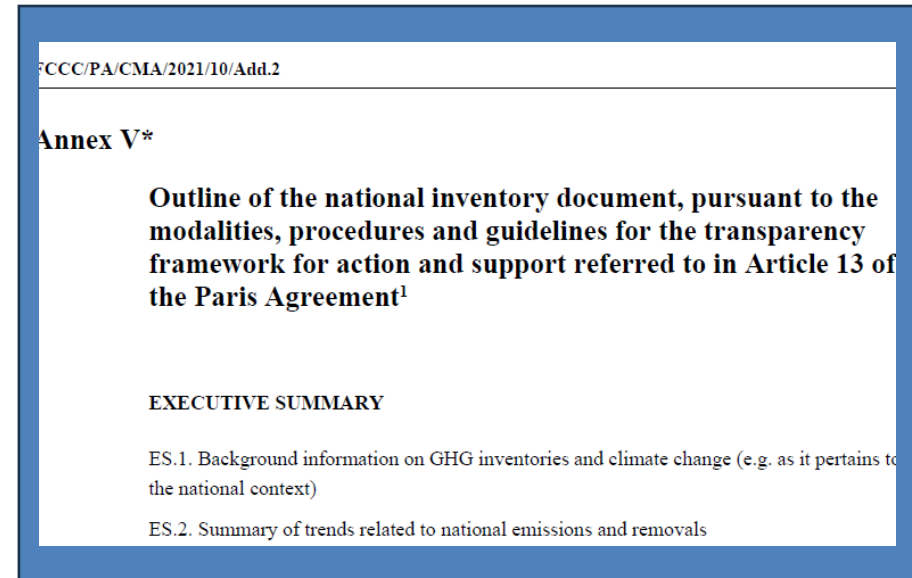 FCCC/PA/CMA/2021/10/Add.2
Annex V*
Outline of the national inventory document, pursuant to the
modalities, procedures and guidelines for the transparency
framework for action and support referred to in Article 13 of
the Paris Agreement¹
EXECUTIVE SUMMARY
ES.1. Background information on GHG inventories and climate change (e.g. as it pertains to
the national context)
ES.2. Summary of trends related to national emissions and removals